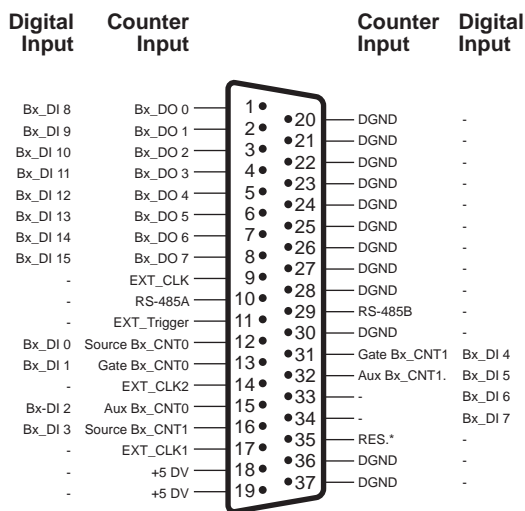 Digital Input Counter Input Counter Input Digital Input
Bx_DI 8 Bx_DO 0 1
Bx_DI 9 Bx_DO 1 2
Bx_DI 10 Bx_DO 2 3
Bx_DI 11 Bx_DO 3 4
Bx_DI 12 Bx_DO 4 5
Bx_DI 13 Bx_DO 5 6
Bx_DI 14 Bx_DO 6 7
Bx_DI 15 Bx_DO 7 8
- EXT_CLK 9
- RS-485A 10
- EXT_Trigger 11
Bx_DI 0 Source Bx_CNT0 12
Bx_DI 1 Gate Bx_CNT0 13
- EXT_CLK2 14
Bx-DI 2 Aux Bx_CNT0 15
Bx_DI 3 Source Bx_CNT1 16
- EXT_CLK1 17
- +5 DV 18
- +5 DV 19
20 DGND -
21 DGND -
22 DGND -
23 DGND -
24 DGND -
25 DGND -
26 DGND -
27 DGND -
28 DGND -
29 RS-485B -
30 DGND -
31 Gate Bx_CNT1 Bx_DI 4
32 Aux Bx_CNT1. Bx_DI 5
33 - Bx_DI 6
34 - Bx_DI 7
35 RES.* -
36 DGND -
37 DGND -